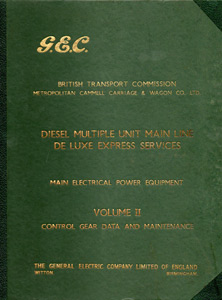 G.E.C.
BRITISH TRANSPORT COMMISSION
METROPOLITAN CAMMELL CARRIAGE & WAGON CO. LTD.
DIESEL MULTIPLE UNIT MAIN LINE
DE LUXE EXPRESS SERVICES
MAIN ELECTRICAL POWER EQUIPMENT
VOLUME II
CONTROL GEAR DATA AND MAINTENANCE
THE GENERAL ELECTRIC COMPANY LIMITED OF ENGLAND
WITTON BIRMINGHAM